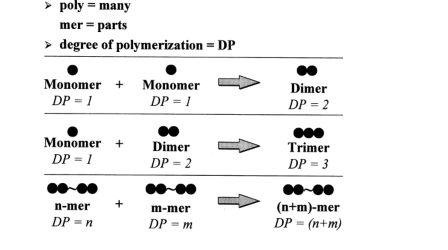 ➤ poly = many
mer = parts
➤ degree of polymerization = DP
Monomer + Monomer Dimer
DP = 1 DP = 1 DP = 2
Monomer + Dimer Trimer
DP = 1 DP = 2 DP = 3
n-mer + m-mer (n+m)-mer
DP = n DP = m DP = (n+m)